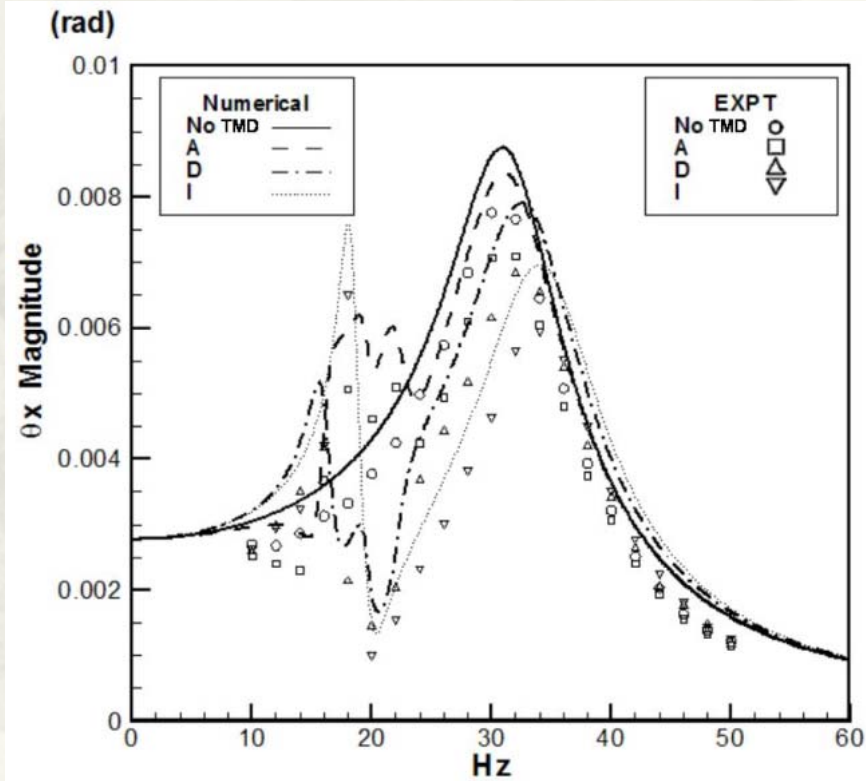 (rad)
0.01
0.008
0.006
0.004
0.002
0
θx Magnitude
Numerical
No TMD
A
D
I
EXPT
No TMD
A
D
I
0 10 20 30 40 50 60
Hz